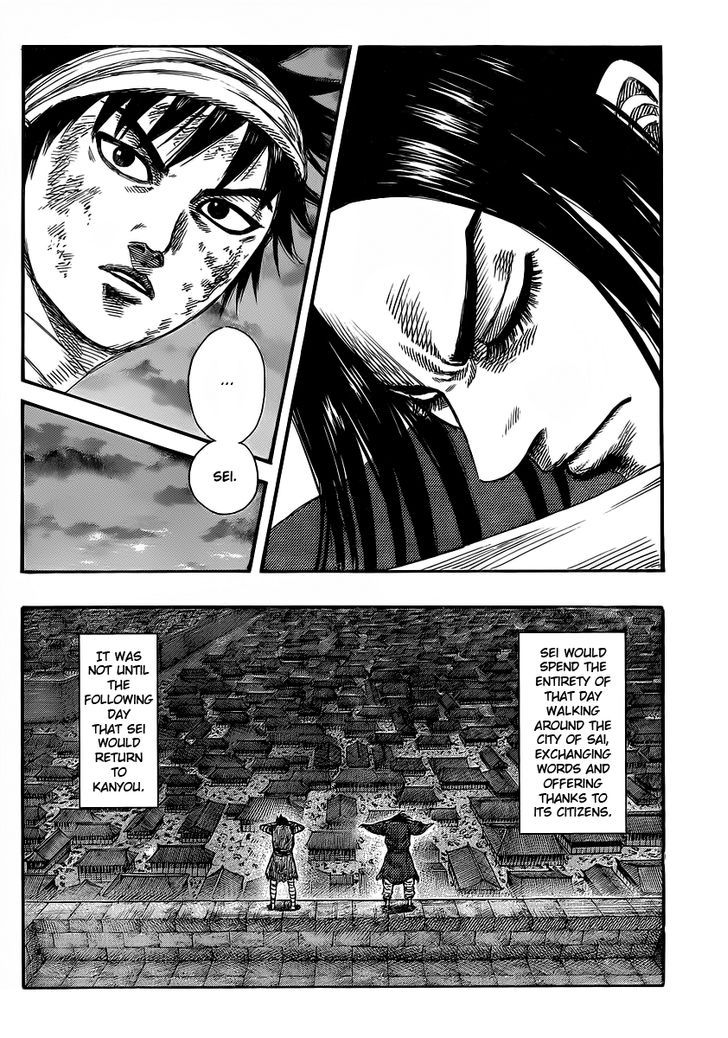 ...
SEI.
SEI WOULD
SPEND THE
ENTIRETY OF
THAT DAY
WALKING
AROUND THE
CITY OF SAI,
EXCHANGING
WORDS AND
OFFERING
THANKS TO
ITS CITIZENS.
IT WAS
NOT UNTIL
THE
FOLLOWING
DAY
THAT SEI
WOULD
RETURN
TO
KANYOU.